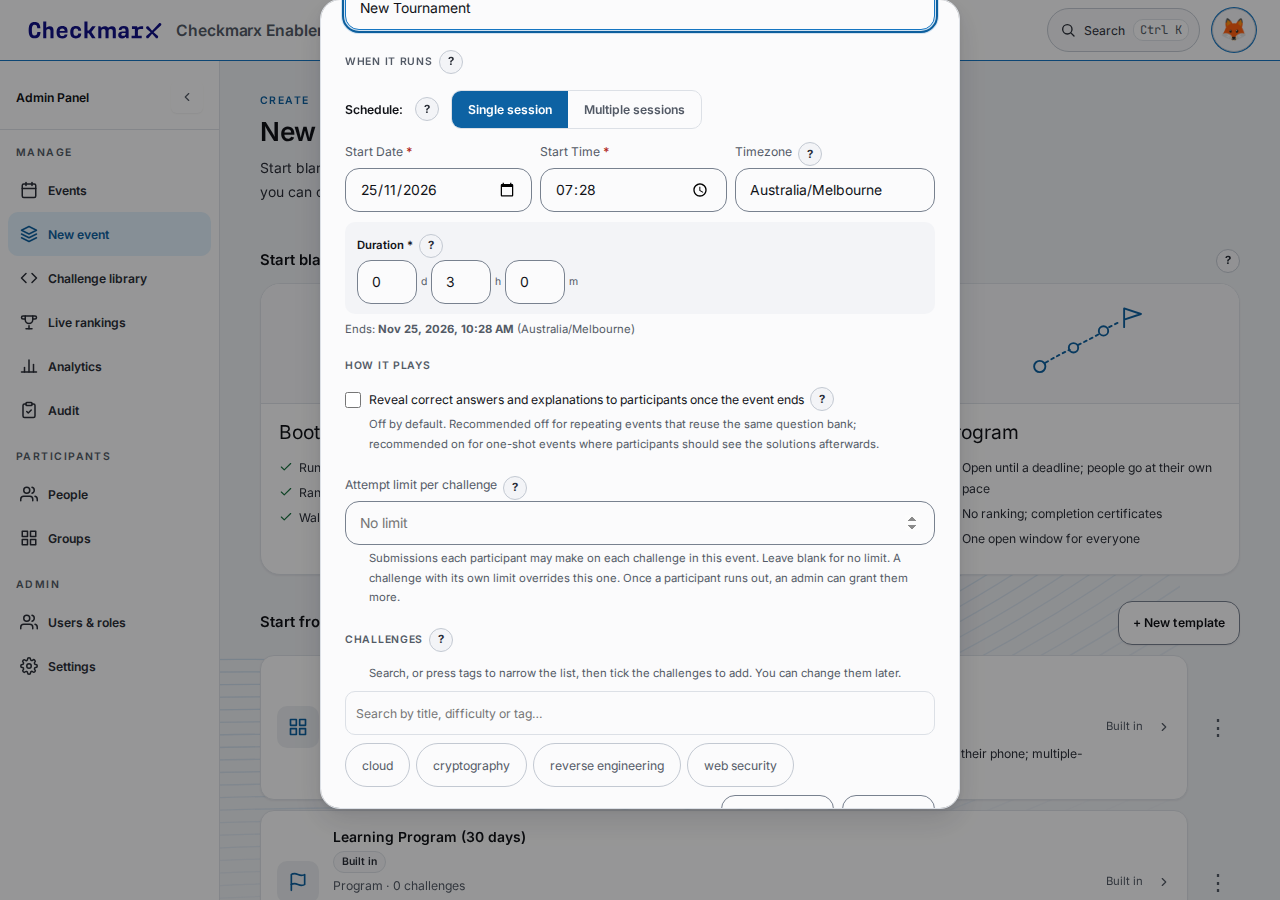 Checkmarx Checkmarx Enabler
Search Ctrl K
Admin Panel
MANAGE
Events
New event
Challenge library
Live rankings
Analytics
Audit
PARTICIPANTS
People
Groups
ADMIN
Users & roles
Settings
CREATE
New
Start blan
you can c
Start bla
?
Boot
Run
Ran
Wal
rogram
Open until a deadline; people go at their own
pace
No ranking; completion certificates
One open window for everyone
Start fro
+ New template
their phone; multiple-
Built in
Learning Program (30 days)
Built in
Program · 0 challenges
Built in
New Tournament
WHEN IT RUNS ?
Schedule: ? Single session Multiple sessions
Start Date * Start Time * Timezone ?
25/11/2026 07:28 Australia/Melbourne
Duration * ?
0 d 3 h 0 m
Ends: Nov 25, 2026, 10:28 AM (Australia/Melbourne)
HOW IT PLAYS
Reveal correct answers and explanations to participants once the event ends ?
Off by default. Recommended off for repeating events that reuse the same question bank;
recommended on for one-shot events where participants should see the solutions afterwards.
Attempt limit per challenge ?
No limit
Submissions each participant may make on each challenge in this event. Leave blank for no limit. A
challenge with its own limit overrides this one. Once a participant runs out, an admin can grant them
more.
CHALLENGES ?
Search, or press tags to narrow the list, then tick the challenges to add. You can change them later.
Search by title, difficulty or tag...
cloud cryptography reverse engineering web security